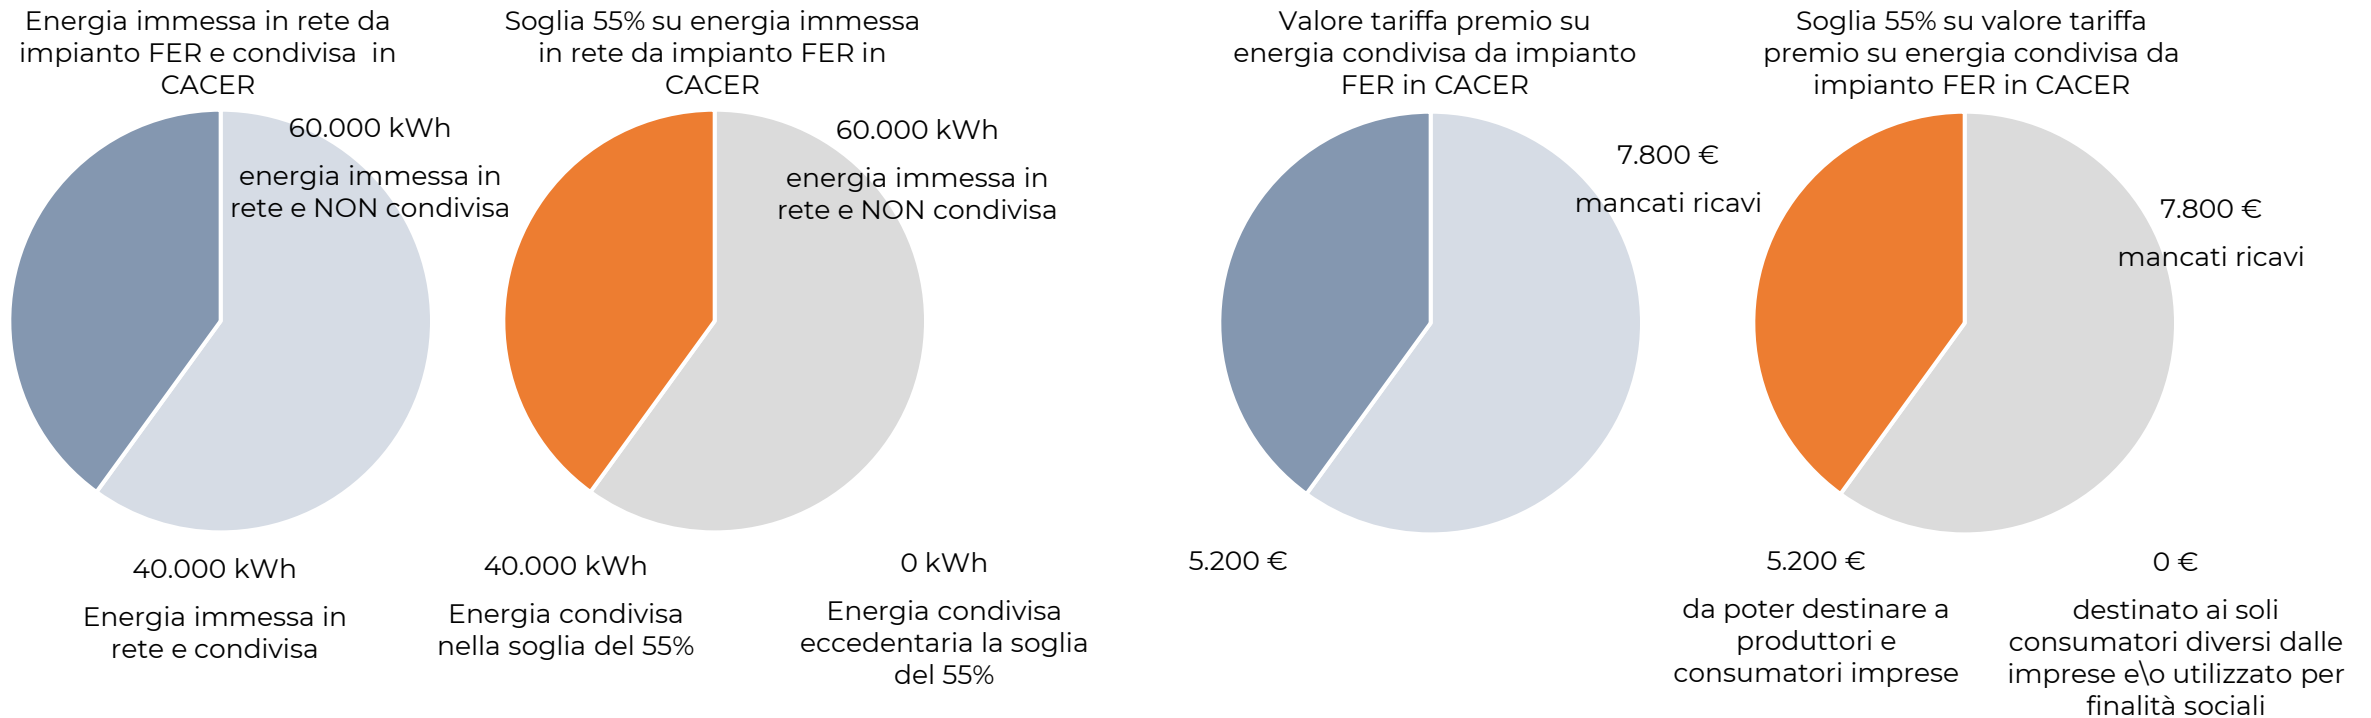 Energia immessa in rete da
impianto FER e condivisa  in
CACER
60.000 kWh
energia immessa in
rete e NON condivisa
40.000 kWh
Energia immessa in
rete e condivisa
Soglia 55% su energia immessa
in rete da impianto FER in
CACER
60.000 kWh
energia immessa in
rete e NON condivisa
40.000 kWh
Energia condivisa
nella soglia del 55%
0 kWh
Energia condivisa
eccedentaria la soglia
del 55%
Valore tariffa premio su
energia condivisa da impianto
FER in CACER
7.800 €
mancati ricavi
5.200 €
Soglia 55% su valore tariffa
premio su energia condivisa da
impianto FER in CACER
7.800 €
mancati ricavi
5.200 €
da poter destinare a
produttori e
consumatori imprese
0 €
destinato ai soli
consumatori diversi dalle
imprese e\o utilizzato per
finalità sociali